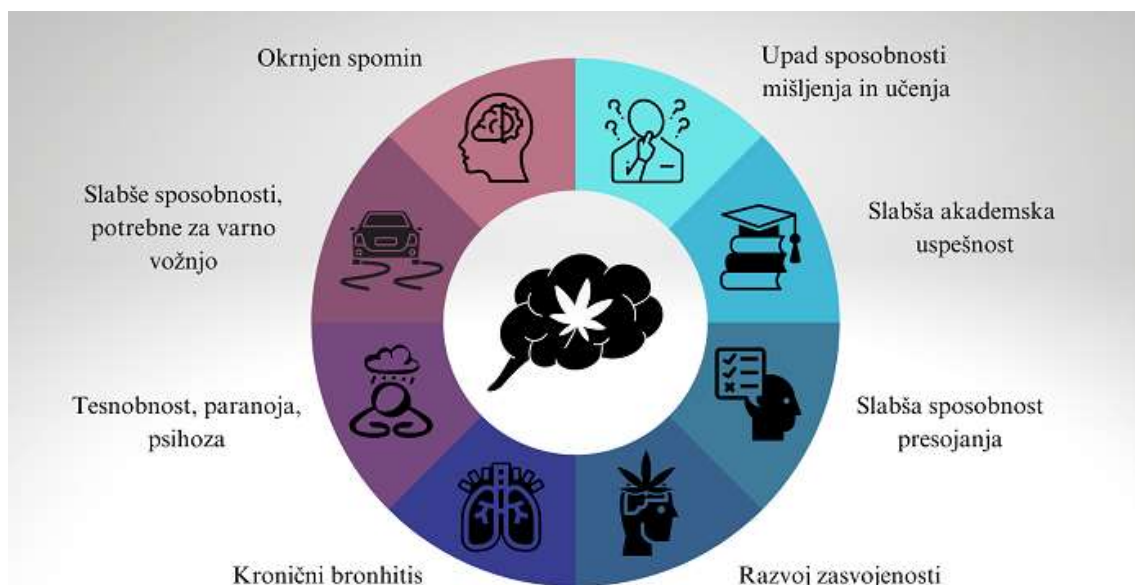 Okrnjen spomin
Upad sposobnosti
mišljenja in učenja
Slabše sposobnosti,
potrebne za varno
vožnjo
Slabša akademska
uspešnost
Tesnobnost, paranoja,
psihoza
Slabša sposobnost
presojanja
Kronični bronhitis
Razvoj zasvojenosti